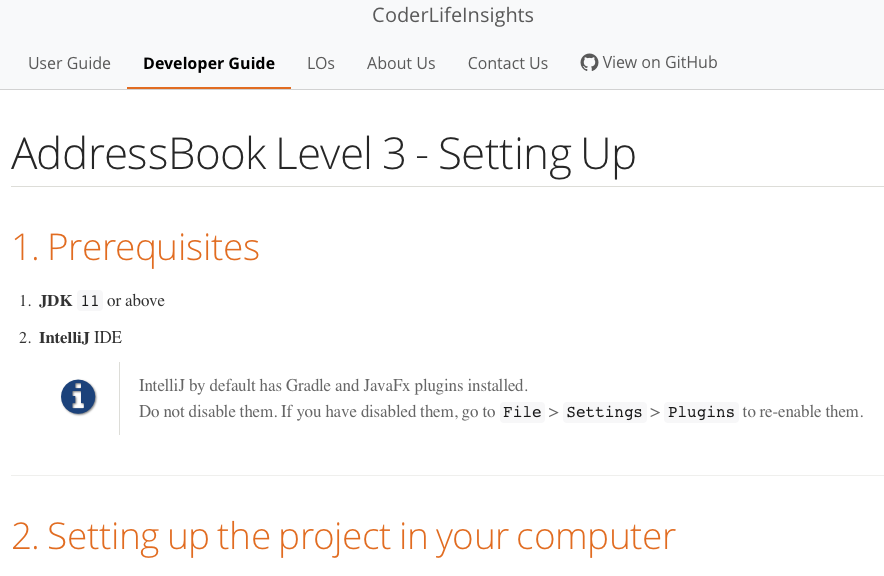 CoderLifeInsights
User Guide Developer Guide LOs About Us Contact Us View on GitHub
AddressBook Level 3 - Setting Up
1. Prerequisites
1. JDK 11 or above
2. IntelliJ IDE
IntelliJ by default has Gradle and JavaFx plugins installed.
Do not disable them. If you have disabled them, go to File > Settings > Plugins to re-enable them.
2. Setting up the project in your computer